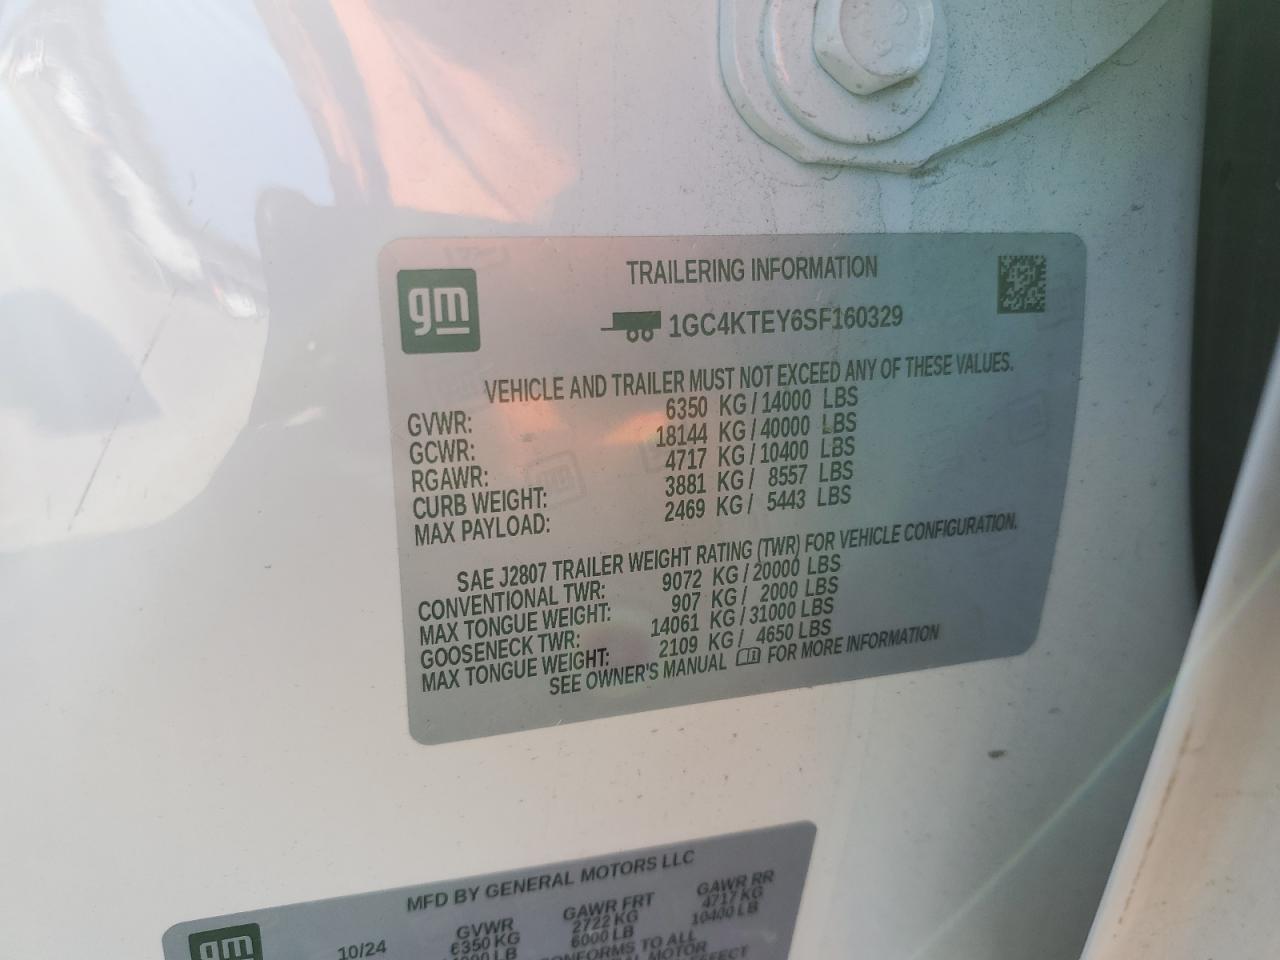 gm
TRAILERING INFORMATION
1GC4KTEY6SF160329
VEHICLE AND TRAILER MUST NOT EXCEED ANY OF THESE VALUES.
GVWR: 6350 KG / 14000 LBS
GCWR: 18144 KG / 40000 LBS
RGAWR: 4717 KG / 10400 LBS
CURB WEIGHT: 3881 KG / 8557 LBS
MAX PAYLOAD: 2469 KG / 5443 LBS
SAE J2807 TRAILER WEIGHT RATING (TWR) FOR VEHICLE CONFIGURATION.
CONVENTIONAL TWR: 9072 KG / 20000 LBS
MAX TONGUE WEIGHT: 907 KG / 2000 LBS
GOOSENECK TWR: 14061 KG / 31000 LBS
MAX TONGUE WEIGHT: 2109 KG / 4650 LBS
SEE OWNER'S MANUAL FOR MORE INFORMATION
MFD BY GENERAL MOTORS LLC
gm
10/24 GVWR GAWR FRT GAWR RR
6350 KG 2722 KG 4717 KG
6000 LB 10400 LB
TO ALL
MOTOR